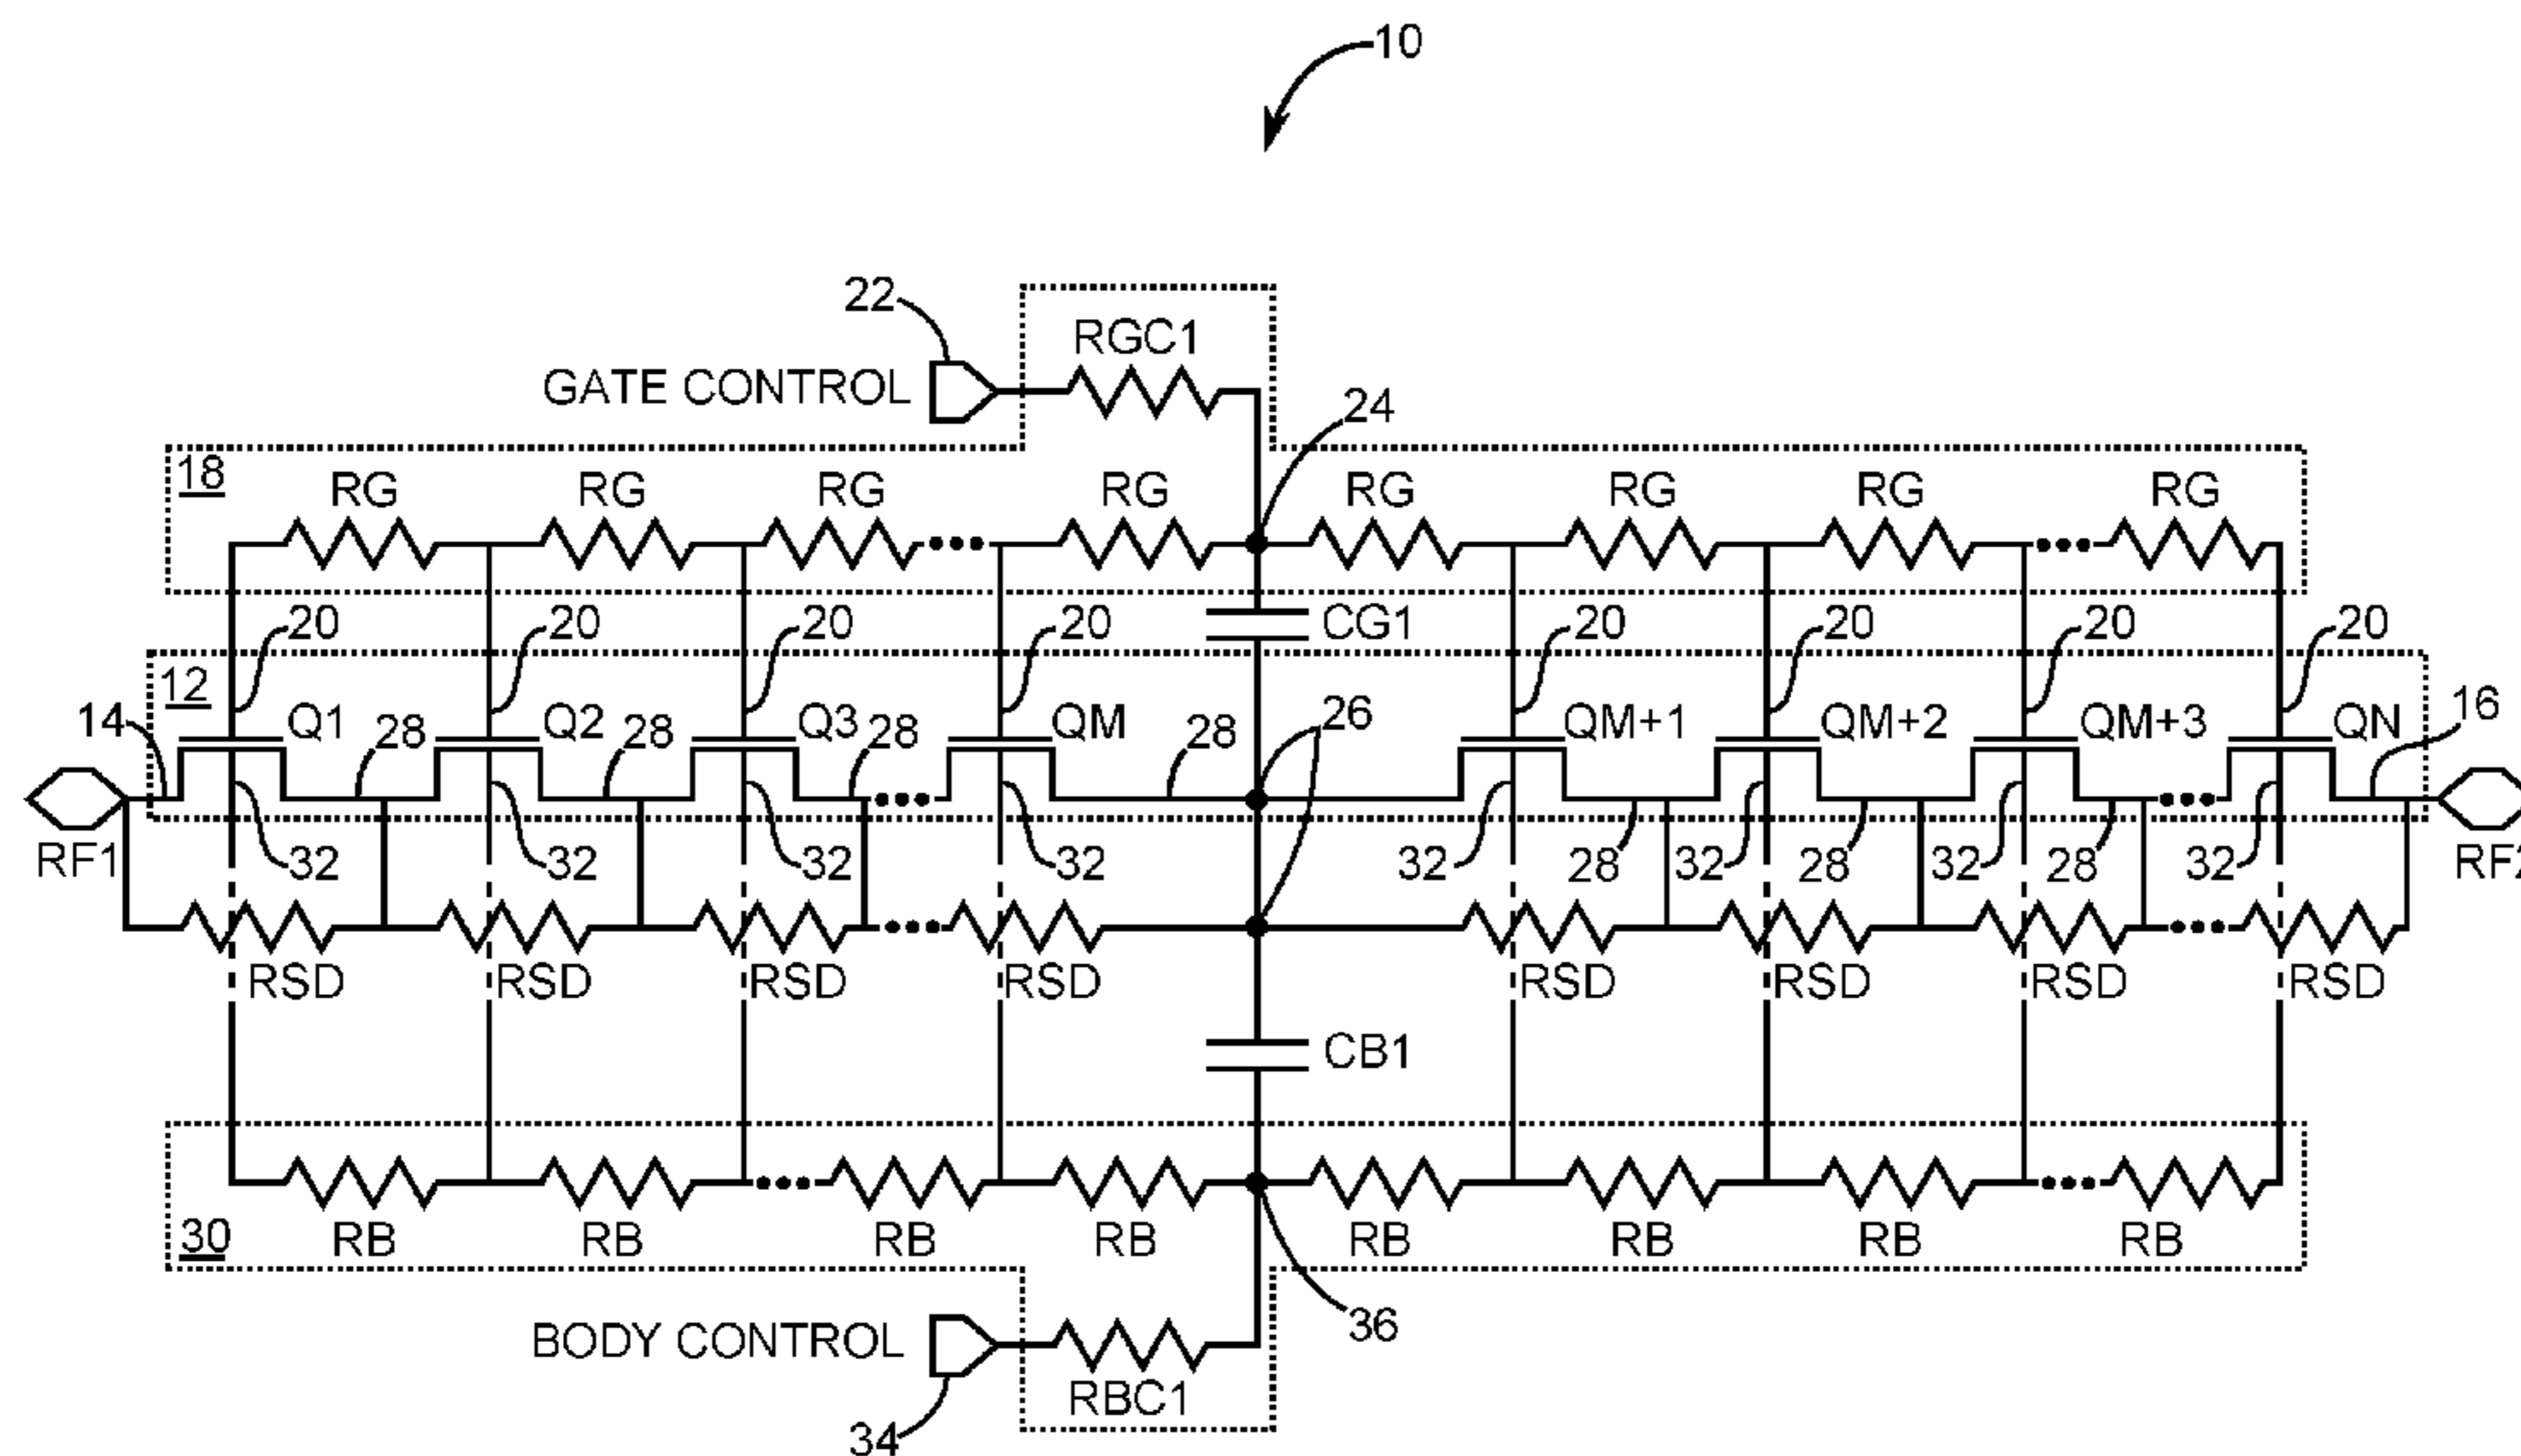 10
22
RGC1
GATE CONTROL
24
18
RG RG RG RG RG RG RG RG
20 20 20 20 CG1 20 20 20 20
12
14 Q1 28 Q2 28 Q3 28 QM 28 26 QM+1 QM+2 QM+3 QN 16
RF1 32 32 32 32 32 28 32 28 32 28 32 RF2
RSD RSD RSD RSD RSD RSD RSD RSD
CB1
30 RB RB RB RB RB RB RB RB
36
BODY CONTROL
RBC1
34